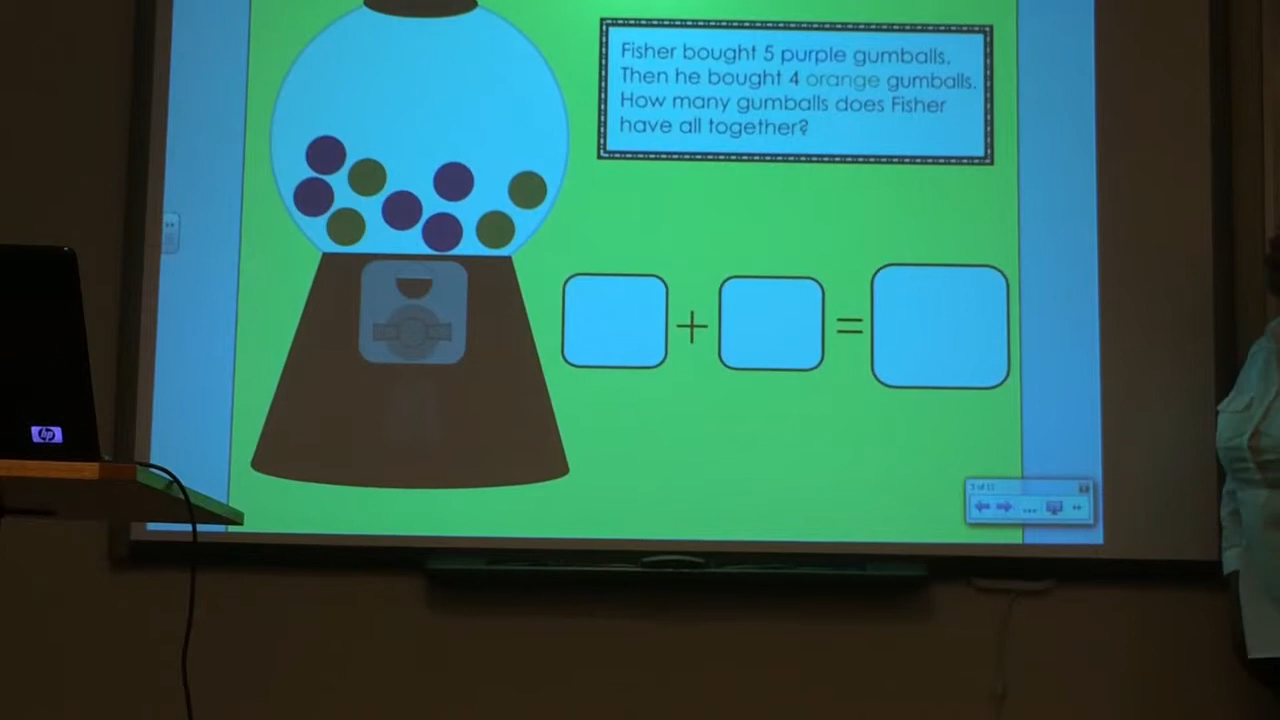 Fisher bought 5 purple gumballs.
Then he bought 4 orange gumballs.
How many gumballs does Fisher
have all together?
+ =
hp